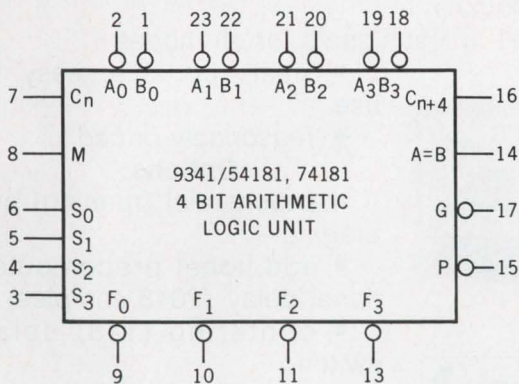 2 1 23 22 21 20 19 18
A0 B0 A1 B1 A2 B2 A3 B3
7 Cn Cn+4 16
8 M A=B 14
9341/54181, 74181
4 BIT ARITHMETIC
LOGIC UNIT
6 S0 G 17
5 S1
4 S2 P 15
3 S3
F0 F1 F2 F3
9 10 11 13